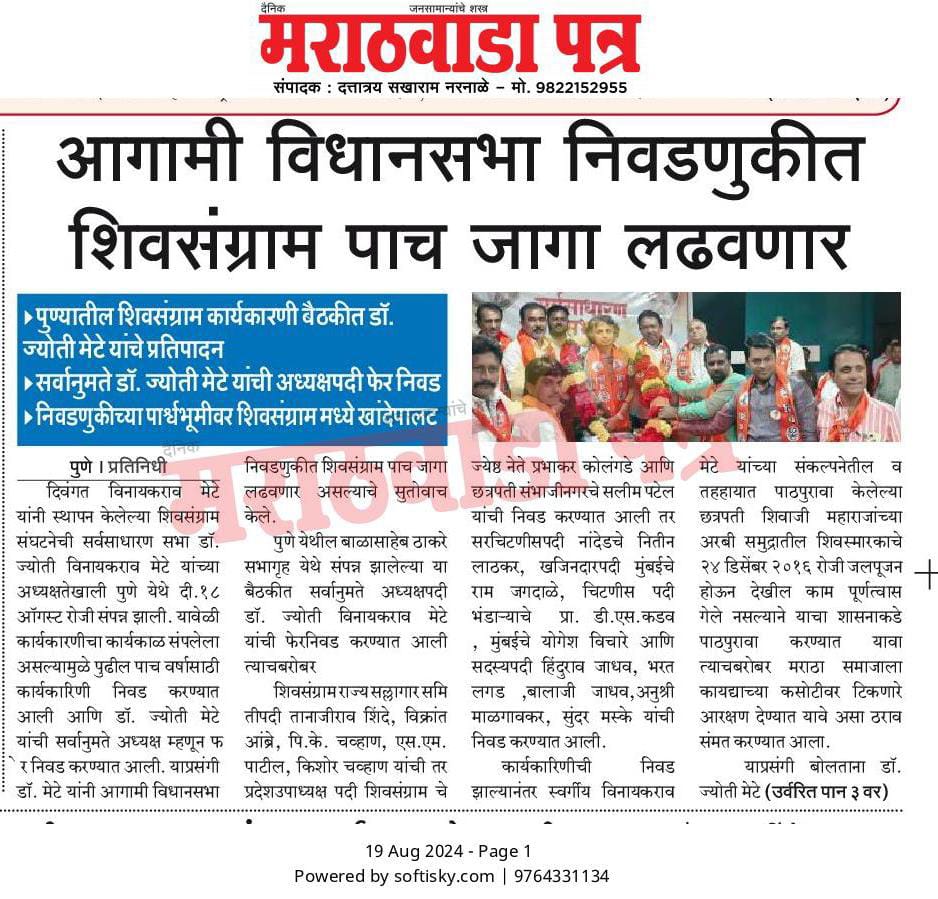 दैनिक जनसामान्यांचे शस्त्र
मराठवाडा पत्र
संपादक : दत्तात्रय सखाराम नरनाळे – मो. 9822152955
आगामी विधानसभा निवडणुकीत
शिवसंग्राम पाच जागा लढवणार
▸पुण्यातील शिवसंग्राम कार्यकारणी बैठकीत डॉ.
ज्योती मेटे यांचे प्रतिपादन
▸सर्वानुमते डॉ. ज्योती मेटे यांची अध्यक्षपदी फेर निवड
▸निवडणुकीच्या पार्श्वभूमीवर शिवसंग्राम मध्ये खांदेपालट
पुणे । प्रतिनिधी
दिवंगत विनायकराव मेटे
यांनी स्थापन केलेल्या शिवसंग्राम
संघटनेची सर्वसाधारण सभा डॉ.
ज्योती विनायकराव मेटे यांच्या
अध्यक्षतेखाली पुणे येथे दी.१८
ऑगस्ट रोजी संपन्न झाली. यावेळी
कार्यकारणीचा कार्यकाळ संपलेला
असल्यामुळे पुढील पाच वर्षासाठी
कार्यकारिणी निवड करण्यात
आली आणि डॉ. ज्योती मेटे
यांची सर्वानुमते अध्यक्ष म्हणून फ
ेर निवड करण्यात आली. याप्रसंगी
डॉ. मेटे यांनी आगामी विधानसभा
निवडणुकीत शिवसंग्राम पाच जागा
लढवणार असल्याचे सुतोवाच
केले.
पुणे येथील बाळासाहेब ठाकरे
सभागृह येथे संपन्न झालेल्या या
बैठकीत सर्वानुमते अध्यक्षपदी
डॉ. ज्योती विनायकराव मेटे
यांची फेरनिवड करण्यात आली
त्याचबरोबर
शिवसंग्राम राज्य सल्लागार समि
तीपदी तानाजीराव शिंदे, विक्रांत
आंब्रे, पि.के. चव्हाण, एस.एम.
पाटील, किशोर चव्हाण यांची तर
प्रदेशउपाध्यक्ष पदी शिवसंग्राम चे
ज्येष्ठ नेते प्रभाकर कोलंगडे आणि
छत्रपती संभाजीनगरचे सलीम पटेल
यांची निवड करण्यात आली तर
सरचिटणीसपदी नांदेडचे नितीन
लाठकर, खजिनदारपदी मुंबईचे
राम जगदाळे, चिटणीस पदी
भंडाऱ्याचे प्रा. डी.एस.कडव
, मुंबईचे योगेश विचारे आणि
सदस्यपदी हिंदुराव जाधव, भरत
लगड ,बालाजी जाधव,अनुश्री
माळगावकर, सुंदर मस्के यांची
निवड करण्यात आली.
कार्यकारिणीची निवड
झाल्यानंतर स्वर्गीय विनायकराव
मेटे यांच्या संकल्पनेतील व
तहहायात पाठपुरावा केलेल्या
छत्रपती शिवाजी महाराजांच्या
अरबी समुद्रातील शिवस्मारकाचे
२४ डिसेंबर २०१६ रोजी जलपूजन
होऊन देखील काम पूर्णत्वास
गेले नसल्याने याचा शासनाकडे
पाठपुरावा करण्यात यावा
त्याचबरोबर मराठा समाजाला
कायद्याच्या कसोटीवर टिकणारे
आरक्षण देण्यात यावे असा ठराव
संमत करण्यात आला.
याप्रसंगी बोलताना डॉ.
ज्योती मेटे (उर्वरित पान ३ वर)
दैनिक
मराठवाडा पत्र
19 Aug 2024 - Page 1
Powered by softisky.com | 9764331134